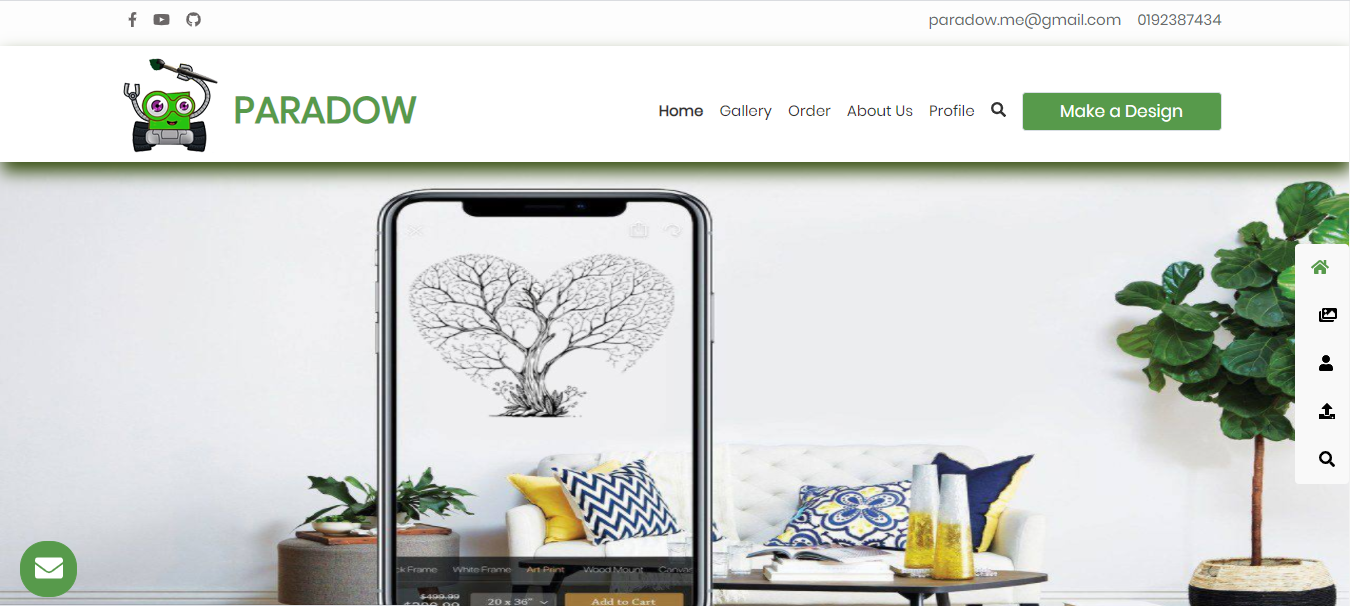 paradow.me@gmail.com 0192387434
PARADOW
Home Gallery Order About Us Profile Make a Design
ck Frame White Frame Art Print Wood Mount Canvas
$499.99
20 x 36" Add to Cart